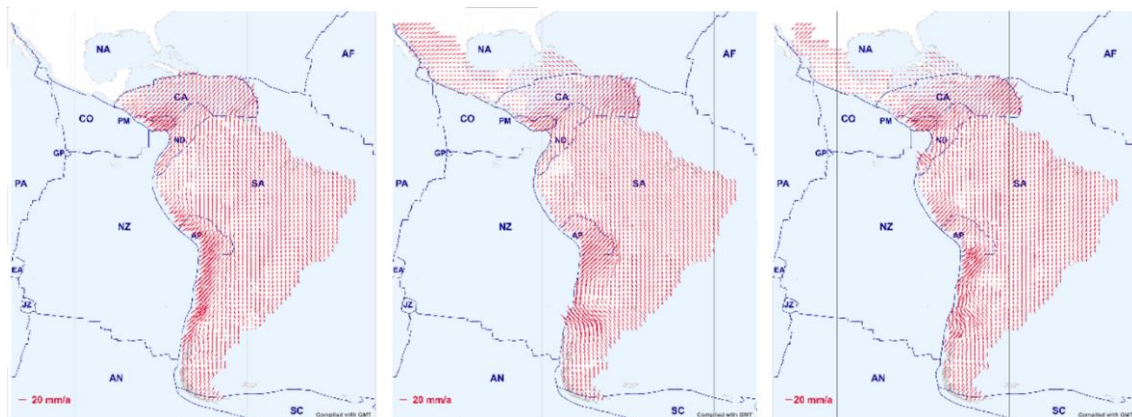 NA
AF
CA
CO
PM
ND
GP
PA
SA
NZ
AP
EA
JZ
AN
20 mm/a
SC
Compiled with GMT
NA
AF
CA
CO
PM
ND
GP
PA
SA
NZ
AP
EA
JZ
AN
20 mm/a
SC
Compiled with GMT
NA
AF
CA
CO
PM
ND
GP
PA
SA
NZ
AP
EA
JZ
AN
20 mm/a
SC
Compiled with GMT